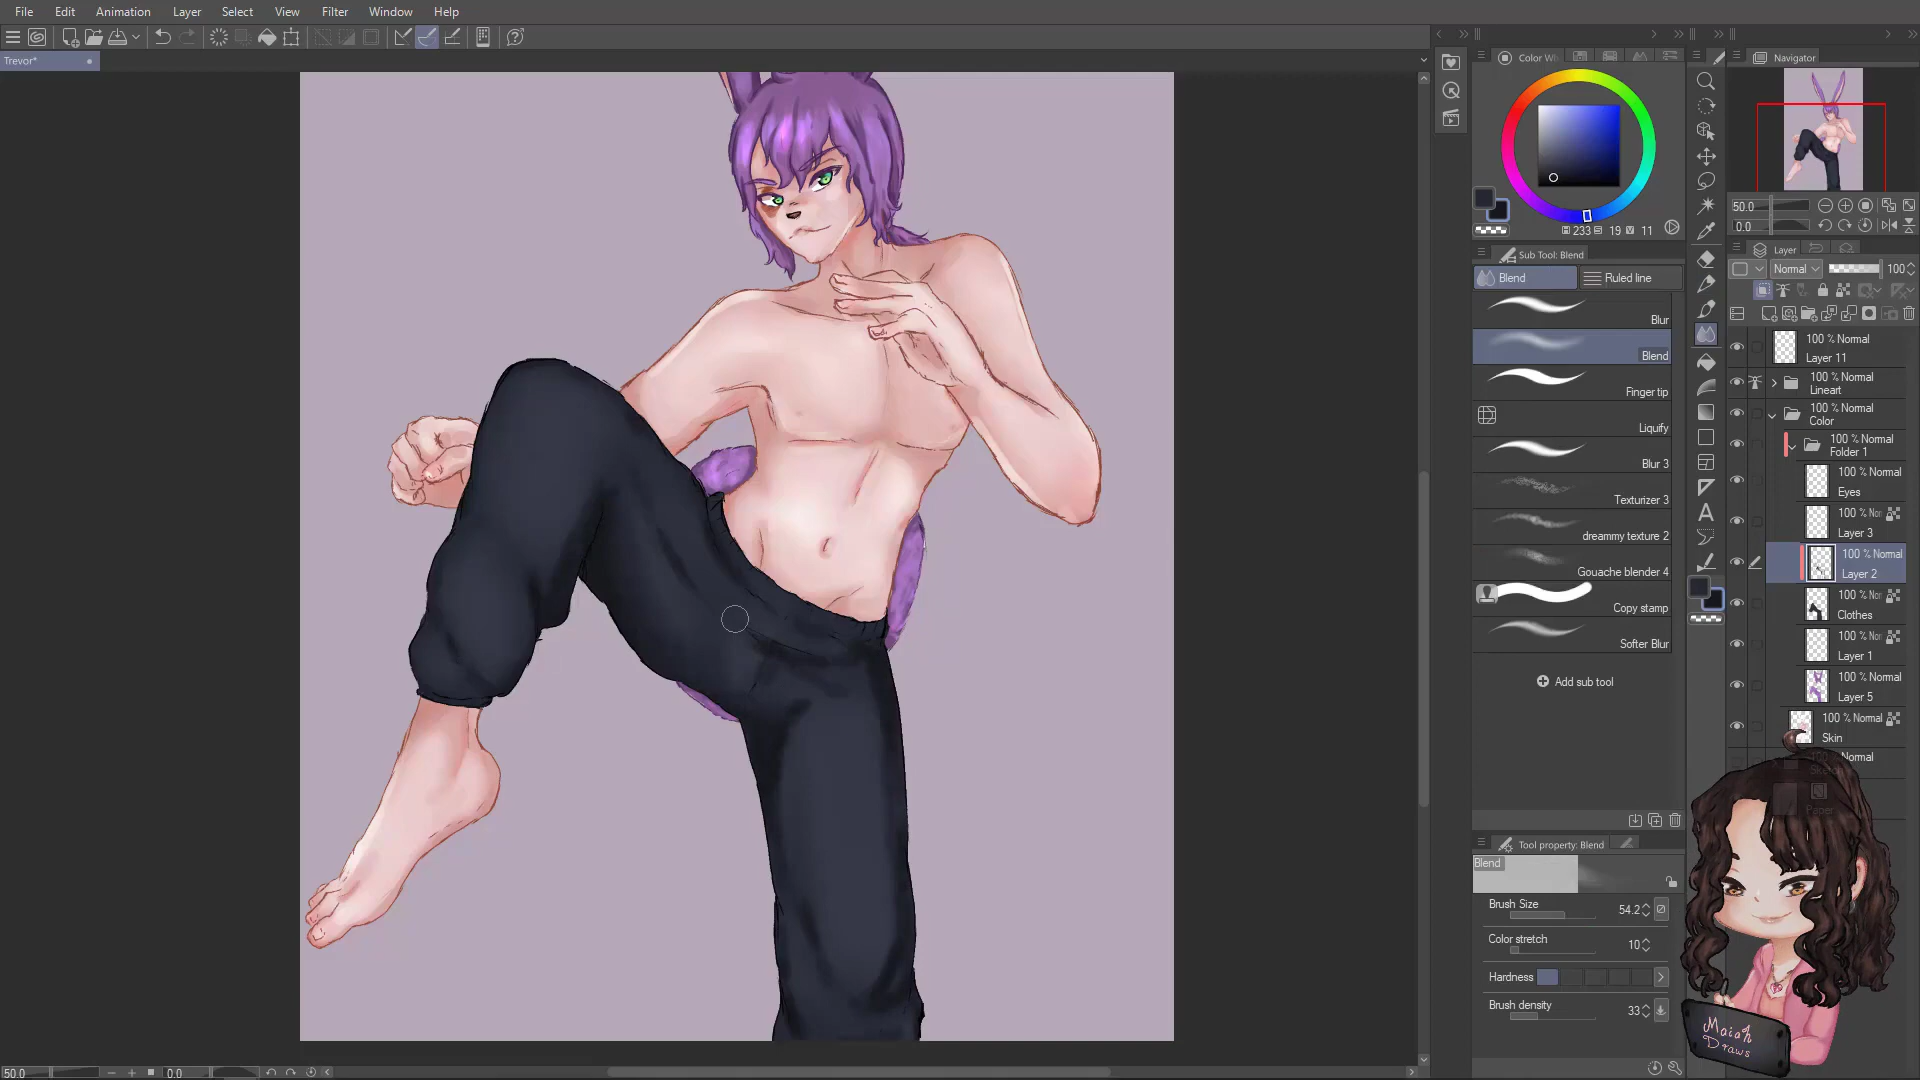 File Edit Animation Layer Select View Filter Window Help
Trevor*
Color W
Navigator
50.0
0.0
233 19 11
Sub Tool: Blend
Blend Ruled line
Blur
Blend
Finger tip
Liquify
Blur 3
Texturizer 3
dreammy texture 2
Gouache blender 4
Copy stamp
Softer Blur
Add sub tool
Tool property: Blend
Blend
Brush Size 54.2
Color stretch 10
Hardness
Brush density 33
Layer
Normal 100
100 % Normal
Layer 11
100 % Normal
Lineart
100 % Normal
Color
100 % Normal
Folder 1
100 % Normal
Eyes
100 % Nor
Layer 3
100 % Normal
Layer 2
100 % Nor
Clothes
100 % Nor
Layer 1
100 % Normal
Layer 5
100 % Normal
Skin
Normal
Paper
Maiah
Draws
50.0 0.0